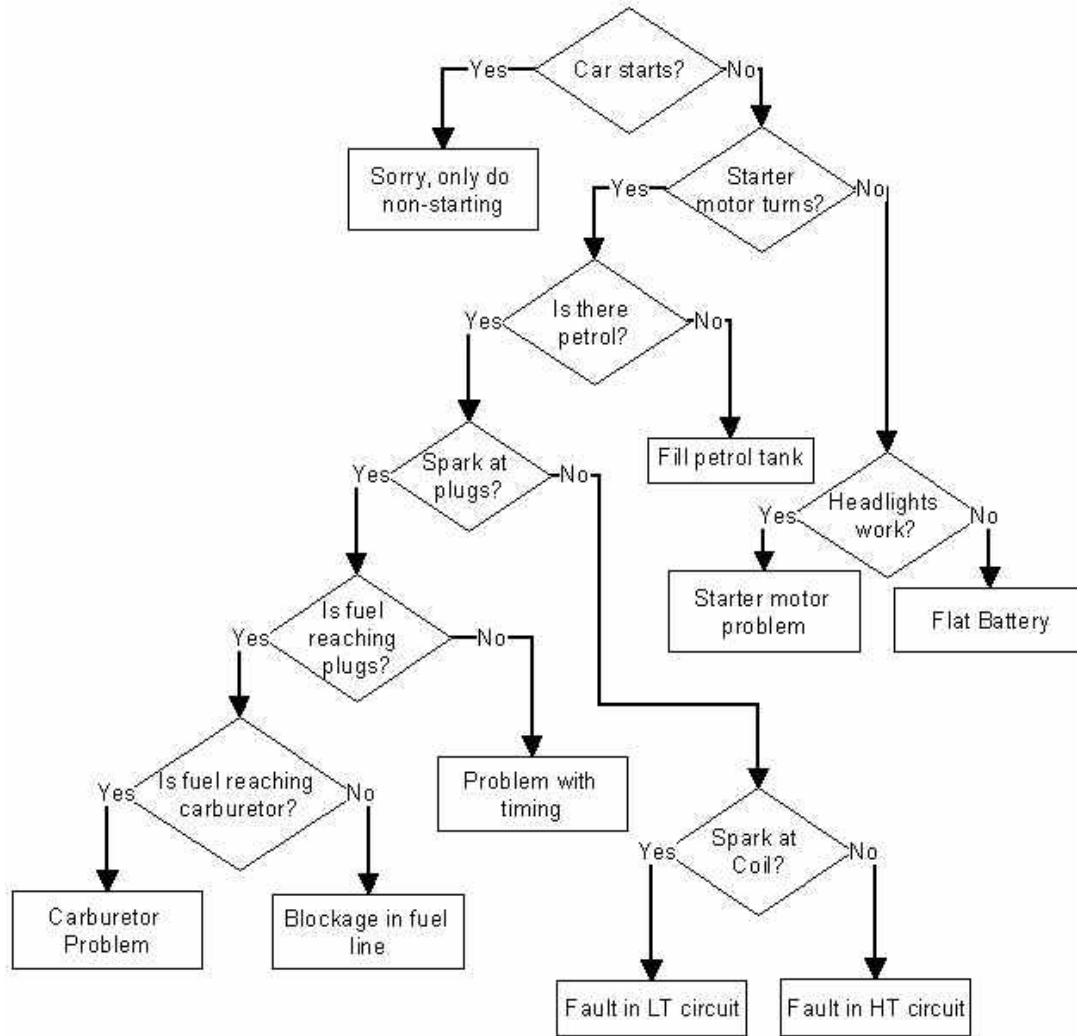 Yes
Car starts?
No
Sorry, only do
non-starting
Yes
Starter
motor turns?
No
Yes
Is there
petrol?
No
Fill petrol tank
Yes
Spark at
plugs?
No
Yes
Headlights
work?
No
Starter motor
problem
Flat Battery
Yes
Is fuel
reaching
plugs?
No
Yes
Is fuel reaching
carburetor?
No
Problem with
timing
Yes
Spark at
Coil?
No
Carburetor
Problem
Blockage in fuel
line
Fault in LT circuit
Fault in HT circuit